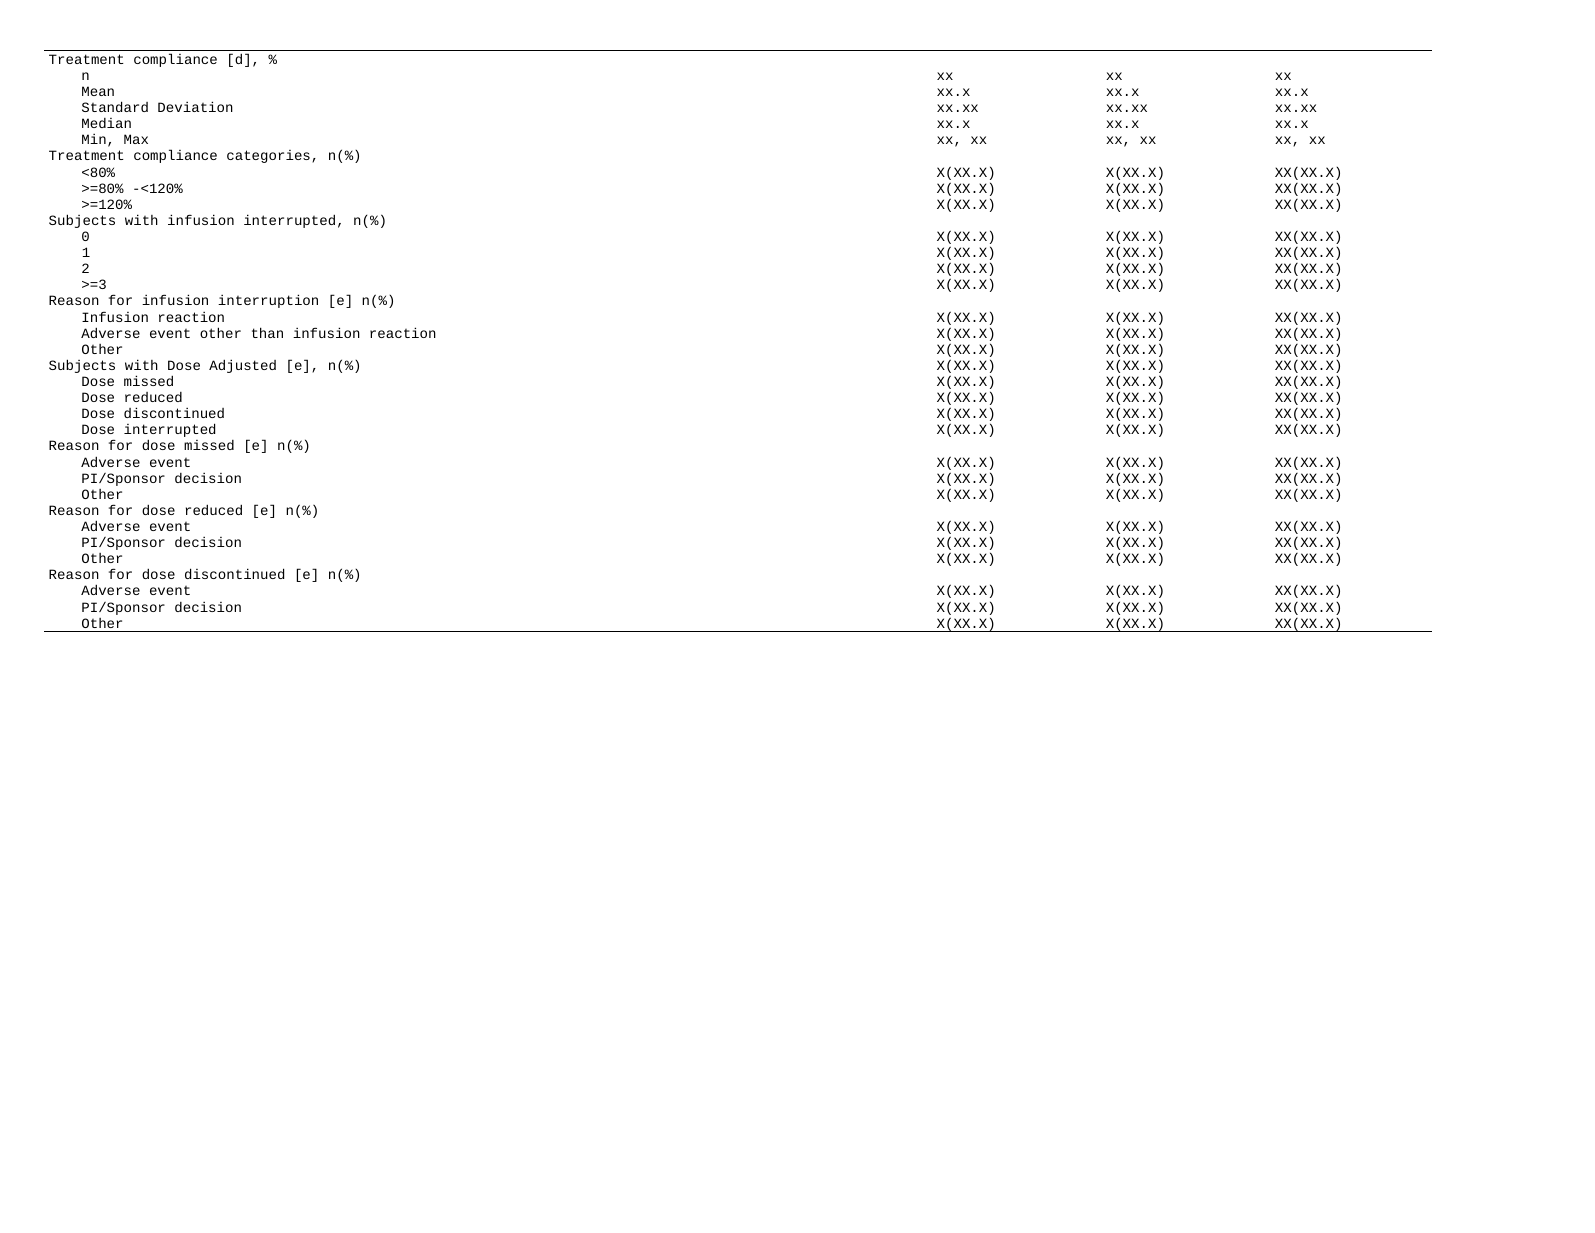 Treatment compliance [d], %
n xx xx xx
Mean xx.x xx.x xx.x
Standard Deviation xx.xx xx.xx xx.xx
Median xx.x xx.x xx.x
Min, Max xx, xx xx, xx xx, xx
Treatment compliance categories, n(%)
<80% X(XX.X) X(XX.X) XX(XX.X)
>=80% -<120% X(XX.X) X(XX.X) XX(XX.X)
>=120% X(XX.X) X(XX.X) XX(XX.X)
Subjects with infusion interrupted, n(%)
0 X(XX.X) X(XX.X) XX(XX.X)
1 X(XX.X) X(XX.X) XX(XX.X)
2 X(XX.X) X(XX.X) XX(XX.X)
>=3 X(XX.X) X(XX.X) XX(XX.X)
Reason for infusion interruption [e] n(%)
Infusion reaction X(XX.X) X(XX.X) XX(XX.X)
Adverse event other than infusion reaction X(XX.X) X(XX.X) XX(XX.X)
Other X(XX.X) X(XX.X) XX(XX.X)
Subjects with Dose Adjusted [e], n(%) X(XX.X) X(XX.X) XX(XX.X)
Dose missed X(XX.X) X(XX.X) XX(XX.X)
Dose reduced X(XX.X) X(XX.X) XX(XX.X)
Dose discontinued X(XX.X) X(XX.X) XX(XX.X)
Dose interrupted X(XX.X) X(XX.X) XX(XX.X)
Reason for dose missed [e] n(%)
Adverse event X(XX.X) X(XX.X) XX(XX.X)
PI/Sponsor decision X(XX.X) X(XX.X) XX(XX.X)
Other X(XX.X) X(XX.X) XX(XX.X)
Reason for dose reduced [e] n(%)
Adverse event X(XX.X) X(XX.X) XX(XX.X)
PI/Sponsor decision X(XX.X) X(XX.X) XX(XX.X)
Other X(XX.X) X(XX.X) XX(XX.X)
Reason for dose discontinued [e] n(%)
Adverse event X(XX.X) X(XX.X) XX(XX.X)
PI/Sponsor decision X(XX.X) X(XX.X) XX(XX.X)
Other X(XX.X) X(XX.X) XX(XX.X)